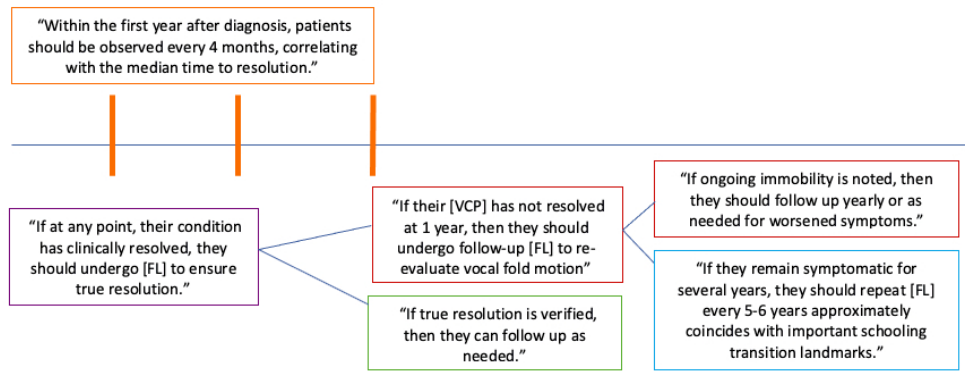 “Within the first year after diagnosis, patients
should be observed every 4 months, correlating
with the median time to resolution.”
“If at any point, their condition
has clinically resolved, they
should undergo [FL] to ensure
true resolution.”
“If their [VCP] has not resolved
at 1 year, then they should
undergo follow-up [FL] to re-
evaluate vocal fold motion”
“If true resolution is verified,
then they can follow up as
needed.”
“If ongoing immobility is noted, then
they should follow up yearly or as
needed for worsened symptoms.”
“If they remain symptomatic for
several years, they should repeat [FL]
every 5-6 years approximately
coincides with important schooling
transition landmarks.”